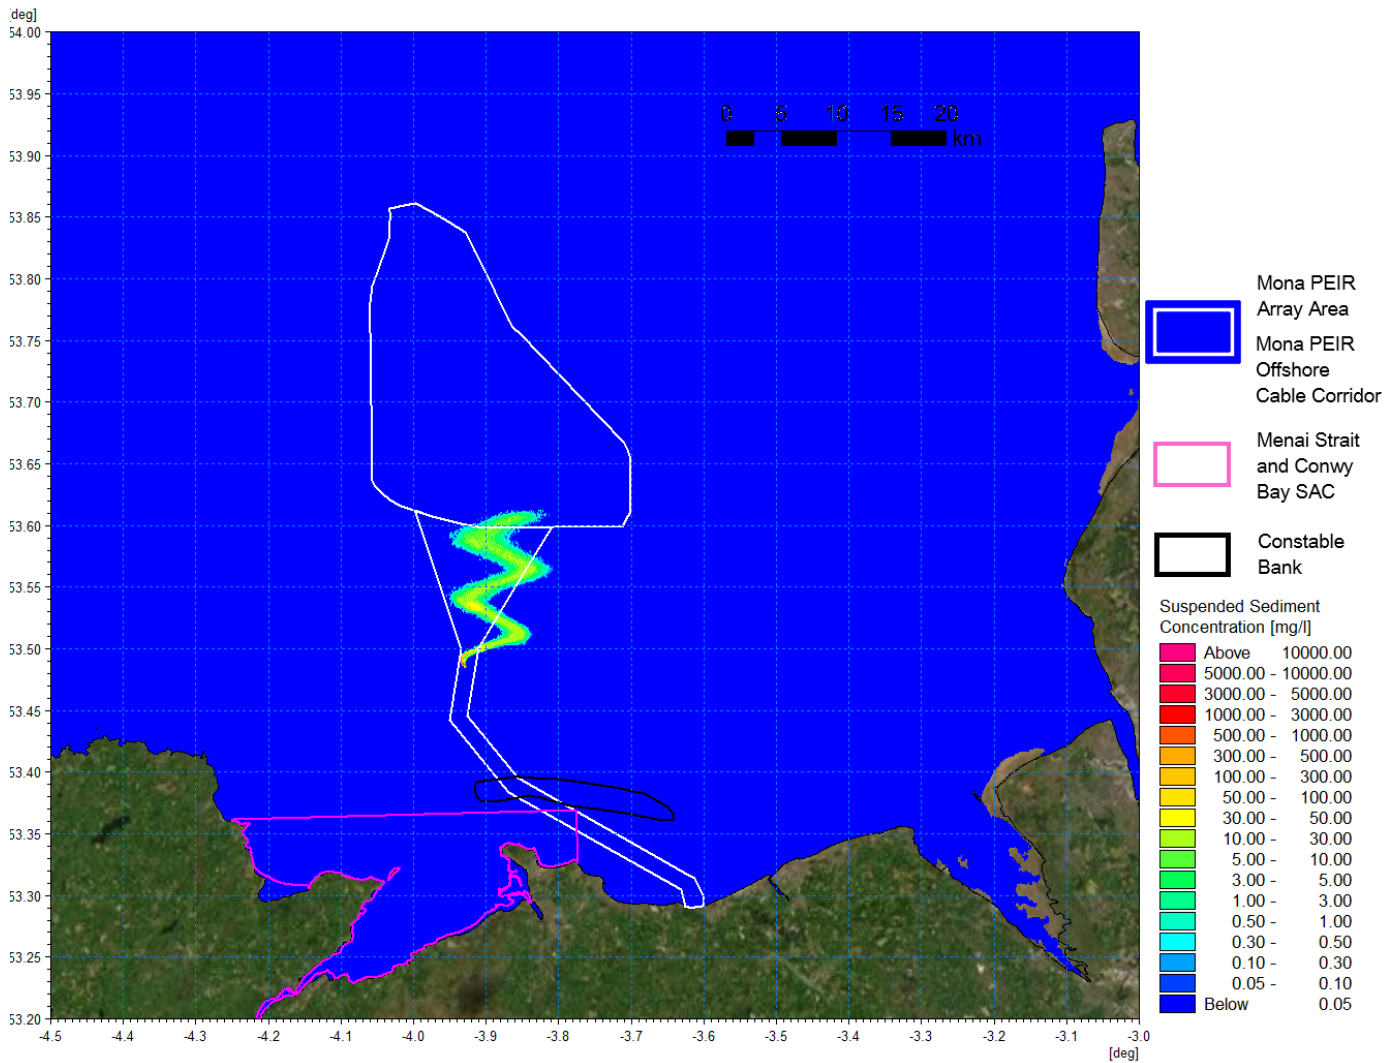 [deg]
54.00
53.95
53.90
53.85
53.80
53.75
53.70
53.65
53.60
53.55
53.50
53.45
53.40
53.35
53.30
53.25
53.20
-4.5 -4.4 -4.3 -4.2 -4.1 -4.0 -3.9 -3.8 -3.7 -3.6 -3.5 -3.4 -3.3 -3.2 -3.1 -3.0
[deg]
0 5 10 15 20
km
Mona PEIR
Array Area
Mona PEIR
Offshore
Cable Corridor
Menai Strait
and Conwy
Bay SAC
Constable
Bank
Suspended Sediment
Concentration [mg/l]
Above 10000.00
5000.00 - 10000.00
3000.00 - 5000.00
1000.00 - 3000.00
500.00 - 1000.00
300.00 - 500.00
100.00 - 300.00
50.00 - 100.00
30.00 - 50.00
10.00 - 30.00
5.00 - 10.00
3.00 - 5.00
1.00 - 3.00
0.50 - 1.00
0.30 - 0.50
0.10 - 0.30
0.05 - 0.10
Below 0.05